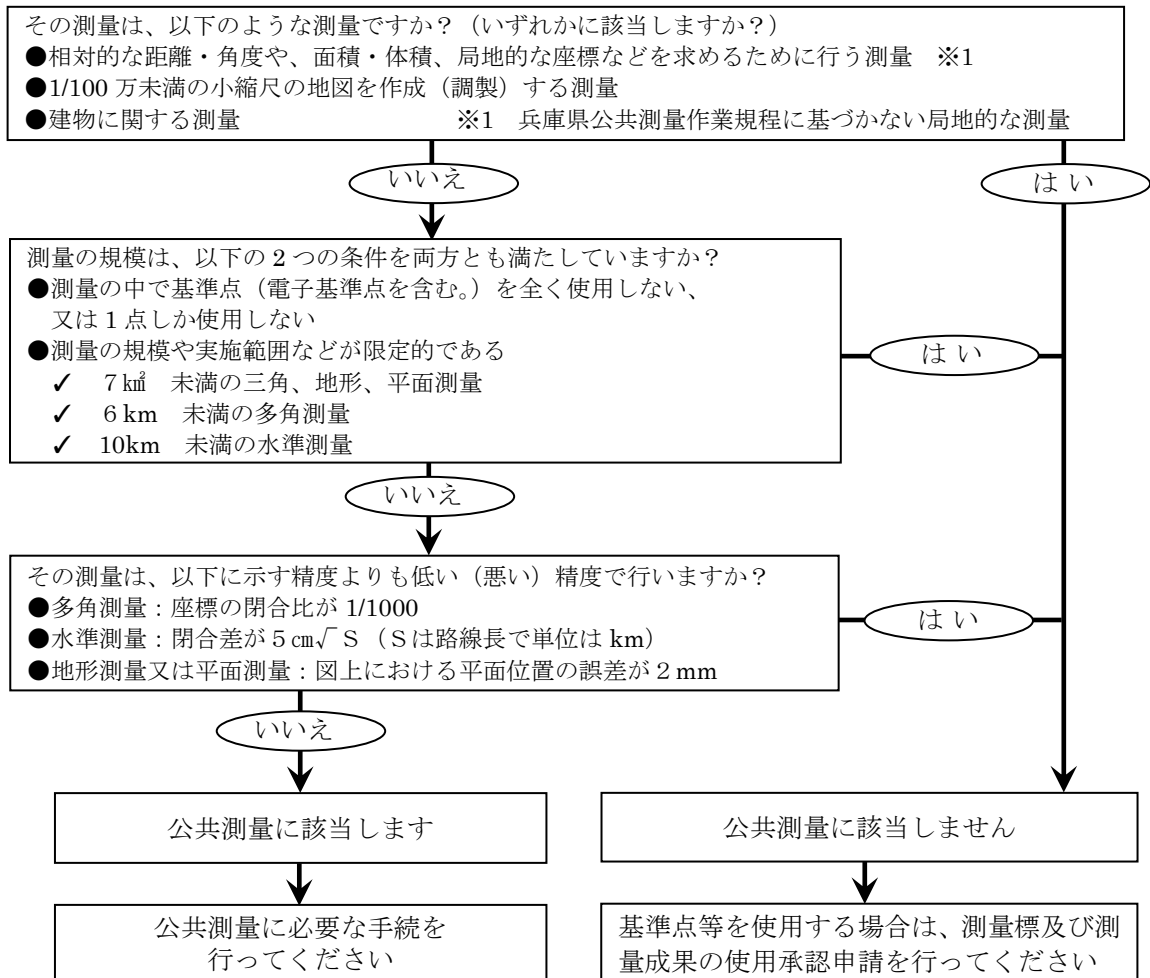 その測量は、以下のような測量ですか？（いずれかに該当しますか？）
●相対的な距離・角度や、面積・体積、局地的な座標などを求めるために行う測量　※1
●1/100 万未満の小縮尺の地図を作成（調製）する測量
●建物に関する測量　※1　兵庫県公共測量作業規程に基づかない局地的な測量
いいえ
はい
測量の規模は、以下の 2 つの条件を両方とも満たしていますか？
●測量の中で基準点（電子基準点を含む。）を全く使用しない、
又は 1 点しか使用しない
●測量の規模や実施範囲などが限定的である
✓　７㎢　未満の三角、地形、平面測量
✓　６km　未満の多角測量
✓　10km　未満の水準測量
はい
いいえ
その測量は、以下に示す精度よりも低い（悪い）精度で行いますか？
●多角測量：座標の閉合比が 1/1000
●水準測量：閉合差が５㎝√Ｓ（Ｓは路線長で単位は km）
●地形測量又は平面測量：図上における平面位置の誤差が２mm
はい
いいえ
公共測量に該当します
公共測量に該当しません
公共測量に必要な手続を
行ってください
基準点等を使用する場合は、測量標及び測
量成果の使用承認申請を行ってください